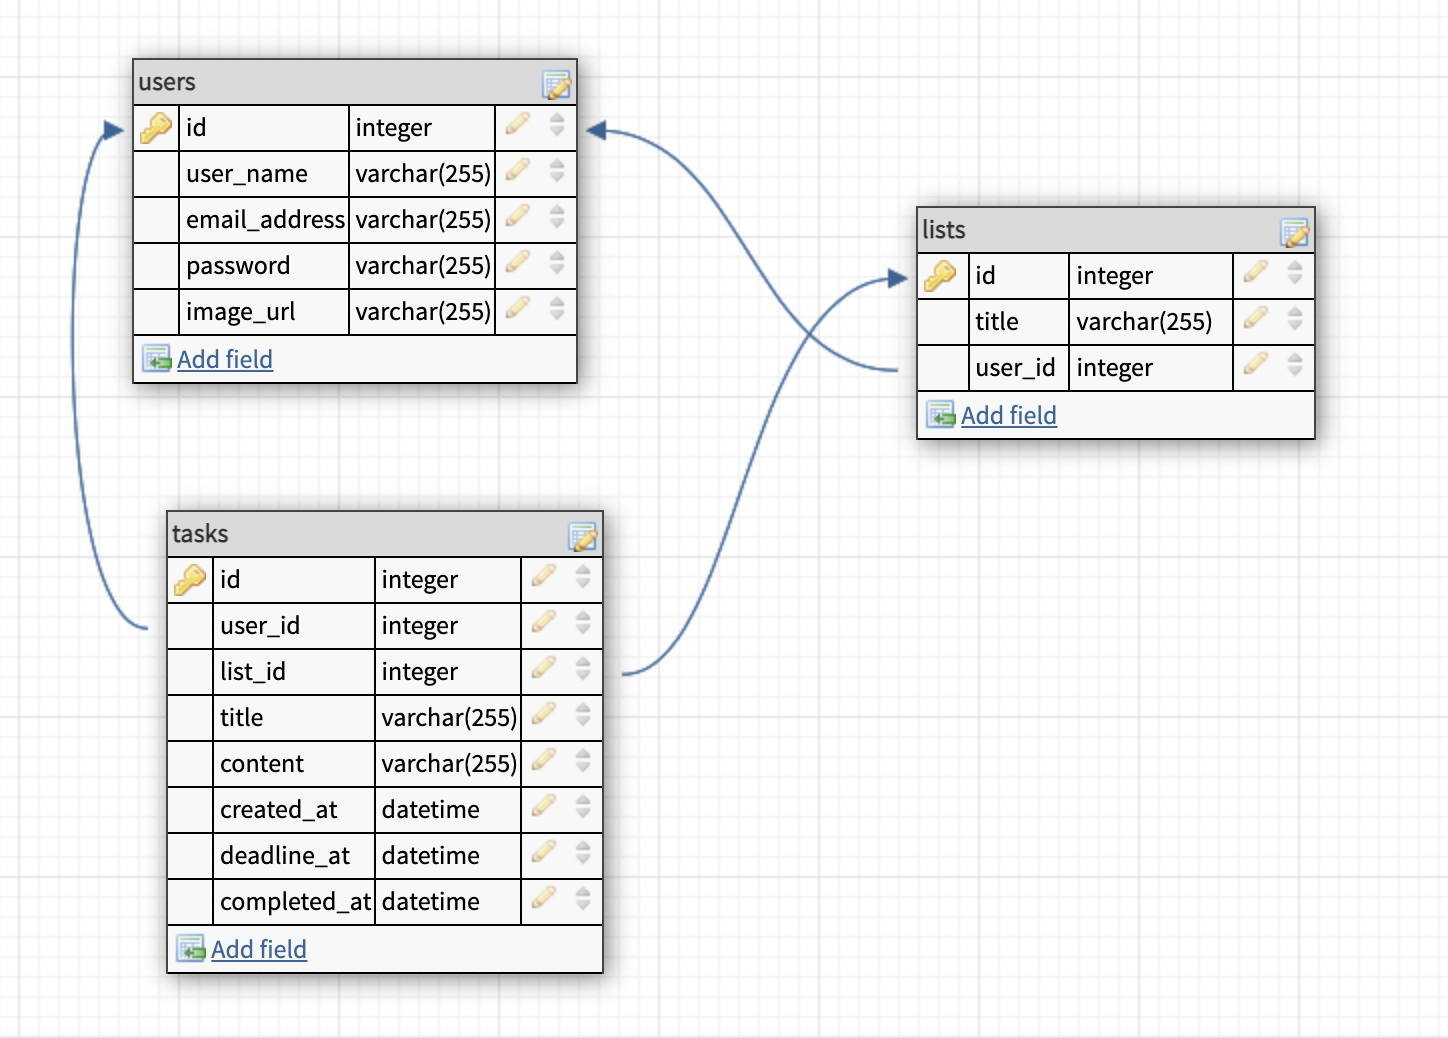 users
id integer
user_name varchar(255)
email_address varchar(255)
password varchar(255)
image_url varchar(255)
Add field
lists
id integer
title varchar(255)
user_id integer
Add field
tasks
id integer
user_id integer
list_id integer
title varchar(255)
content varchar(255)
created_at datetime
deadline_at datetime
completed_at datetime
Add field